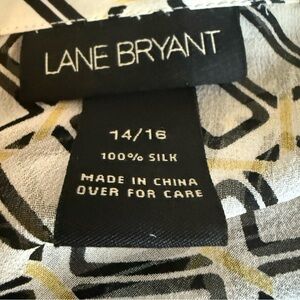 LANE BRYANT
14/16
100% SILK
MADE IN CHINA
OVER FOR CARE